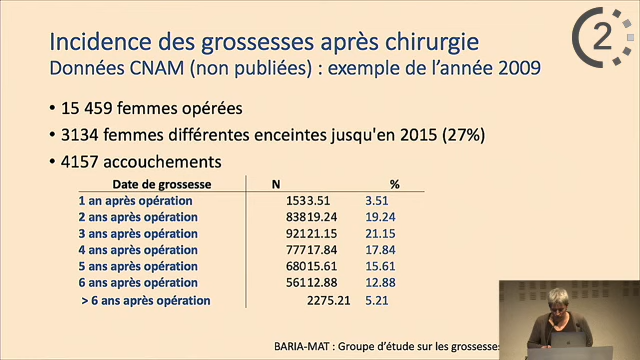 Incidence des grossesses après chirurgie
Données CNAM (non publiées) : exemple de l'année 2009
2
• 15 459 femmes opérées
• 3134 femmes différentes enceintes jusqu'en 2015 (27%)
• 4157 accouchements
Date de grossesse N %
1 an après opération 1533.51 3.51
2 ans après opération 83819.24 19.24
3 ans après opération 92121.15 21.15
4 ans après opération 77717.84 17.84
5 ans après opération 68015.61 15.61
6 ans après opération 56112.88 12.88
> 6 ans après opération 2275.21 5.21
BARIA-MAT : Groupe d'étude sur les grossesses